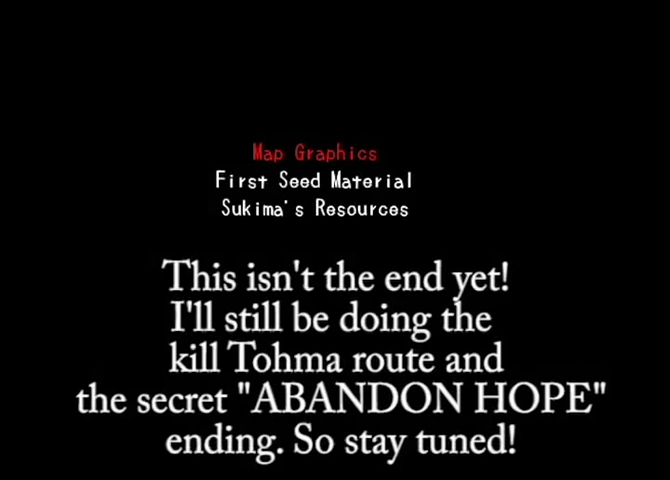 Map Graphics
First Seed Material
Sukima's Resources
This isn't the end yet!
I'll still be doing the
kill Tohma route and
the secret "ABANDON HOPE"
ending. So stay tuned!